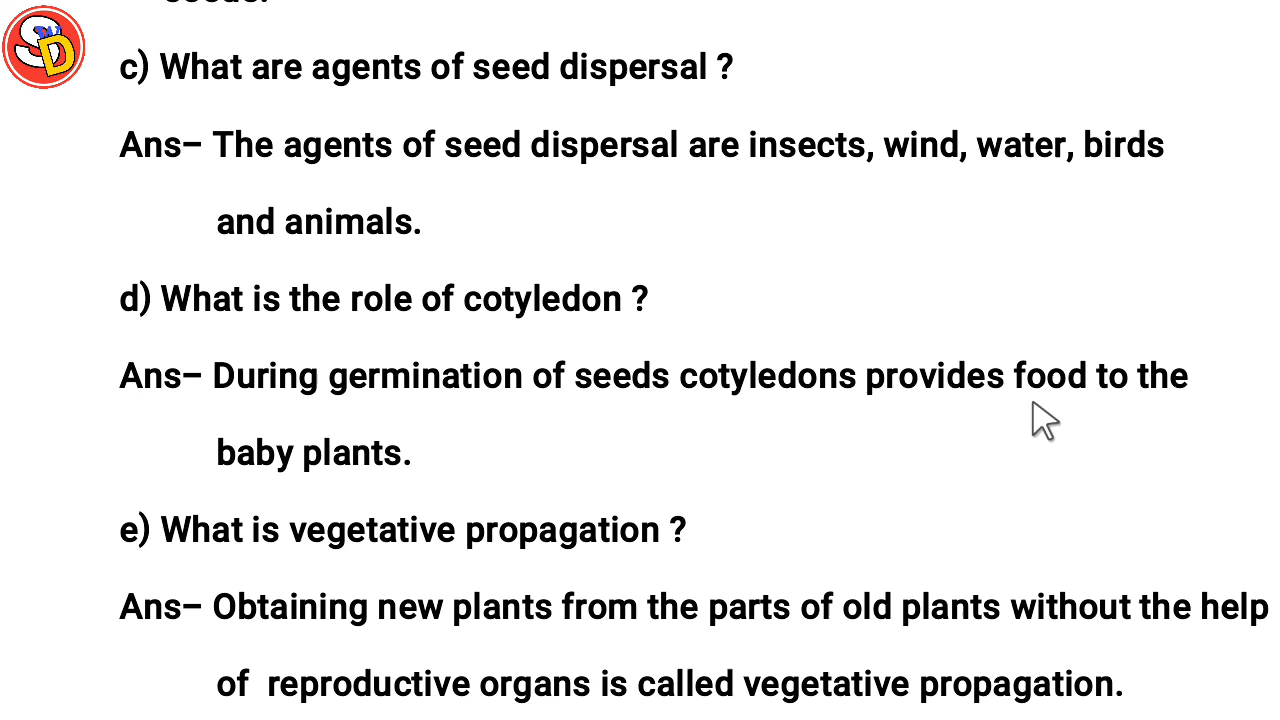 c) What are agents of seed dispersal ?
Ans– The agents of seed dispersal are insects, wind, water, birds
and animals.
d) What is the role of cotyledon ?
Ans– During germination of seeds cotyledons provides food to the
baby plants.
e) What is vegetative propagation ?
Ans– Obtaining new plants from the parts of old plants without the help
of reproductive organs is called vegetative propagation.